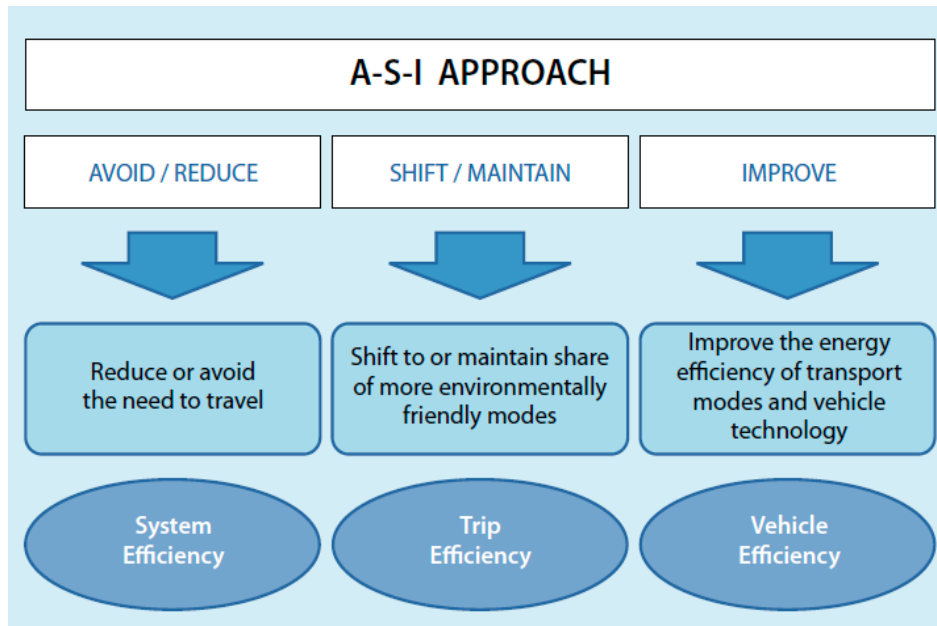 A-S-I APPROACH
AVOID / REDUCE
SHIFT / MAINTAIN
IMPROVE
Reduce or avoid
the need to travel
Shift to or maintain share
of more environmentally
friendly modes
Improve the energy
efficiency of transport
modes and vehicle
technology
System
Efficiency
Trip
Efficiency
Vehicle
Efficiency